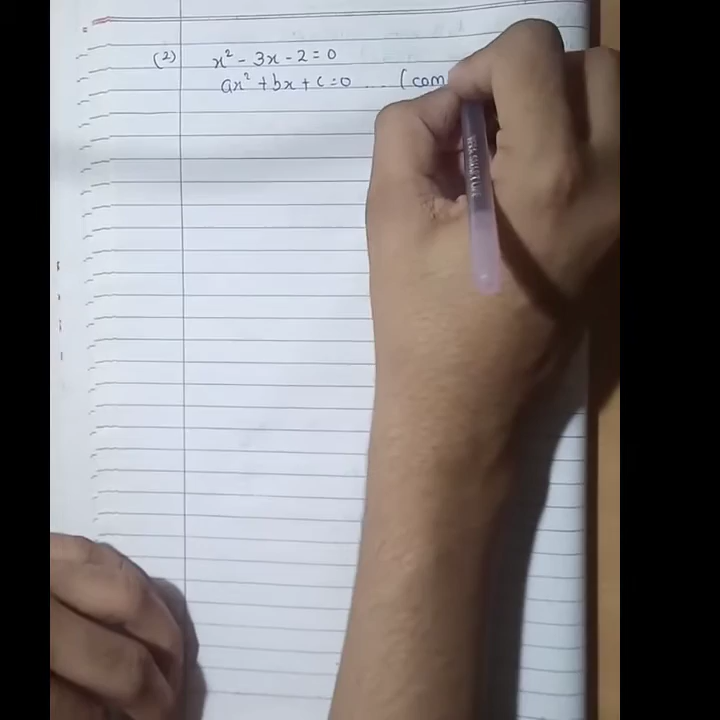 (2) x² - 3x - 2 = 0
ax² + bx + c = 0 ... (com